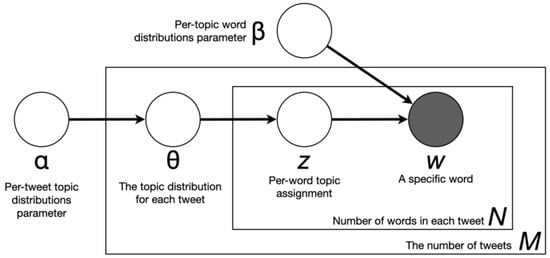 Per-topic word
distributions parameter β
α
Per-tweet topic
distributions
parameter
θ
The topic distribution
for each tweet
z
Per-word topic
assignment
w
A specific word
Number of words in each tweet N
The number of tweets M